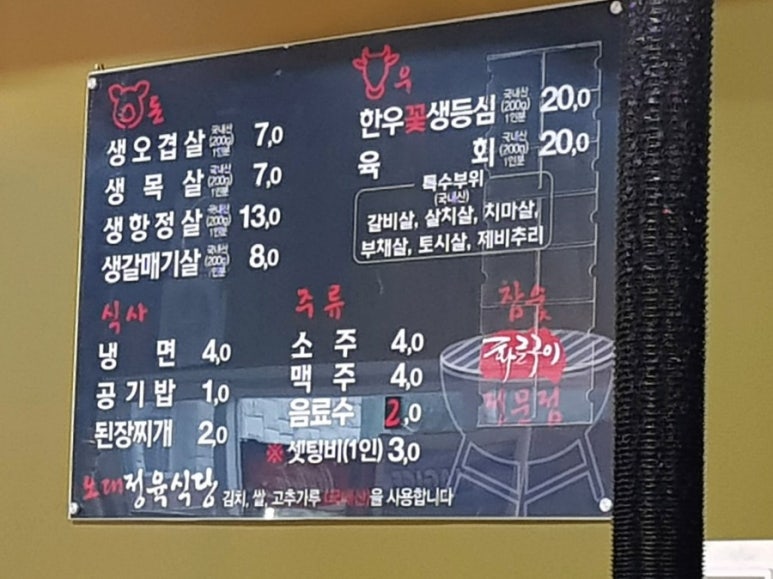 돈
생오겹살 국내산 (200g) 1인분 7,0
생목살 국내산 (200g) 1인분 7,0
생항정살 국내산 (200g) 1인분 13,0
생갈매기살 국내산 (200g) 1인분 8,0
우
한우꽃생등심 국내산 (200g) 1인분 20,0
육회 국내산 (200g) 1인분 20,0
특수부위
(국내산)
갈비살, 살치살, 치마살,
부채살, 토시살, 제비추리
식사
냉면 4,0
공기밥 1,0
된장찌개 2,0
주류
소주 4,0
맥주 4,0
음료수 2,0
※ 셋팅비(1인) 3,0
참숯
화로구이
전문점
정육식당
김치, 쌀, 고추가루 (국내산)을 사용합니다